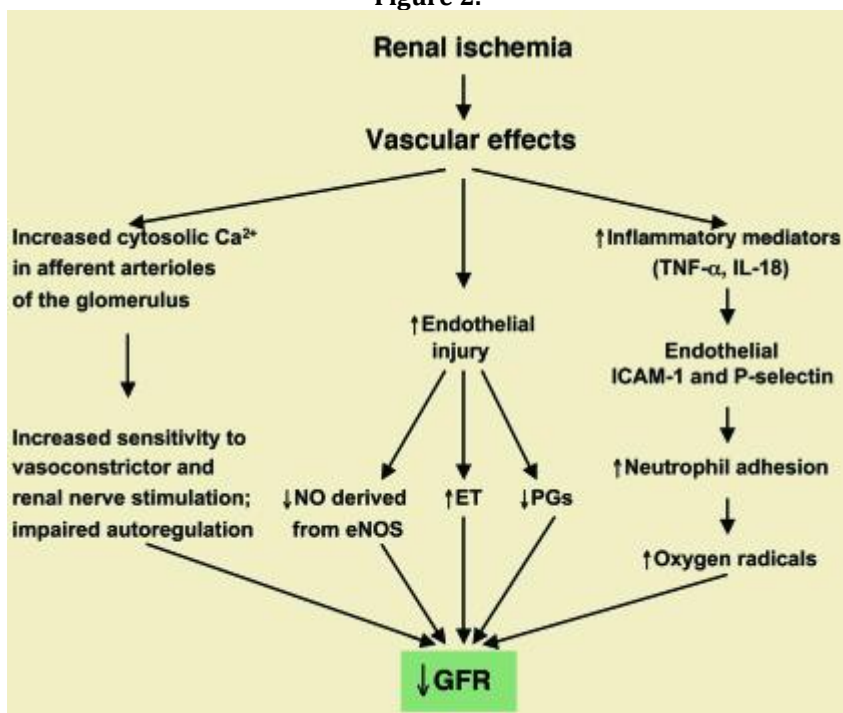 Figure 2.
Renal ischemia
Vascular effects
Increased cytosolic Ca²⁺
in afferent arterioles
of the glomerulus
Increased sensitivity to
vasoconstrictor and
renal nerve stimulation;
impaired autoregulation
↑Endothelial
injury
↓NO derived
from eNOS
↑ET
↓PGs
↑Inflammatory mediators
(TNF-α, IL-18)
Endothelial
ICAM-1 and P-selectin
↑Neutrophil adhesion
↑Oxygen radicals
↓GFR